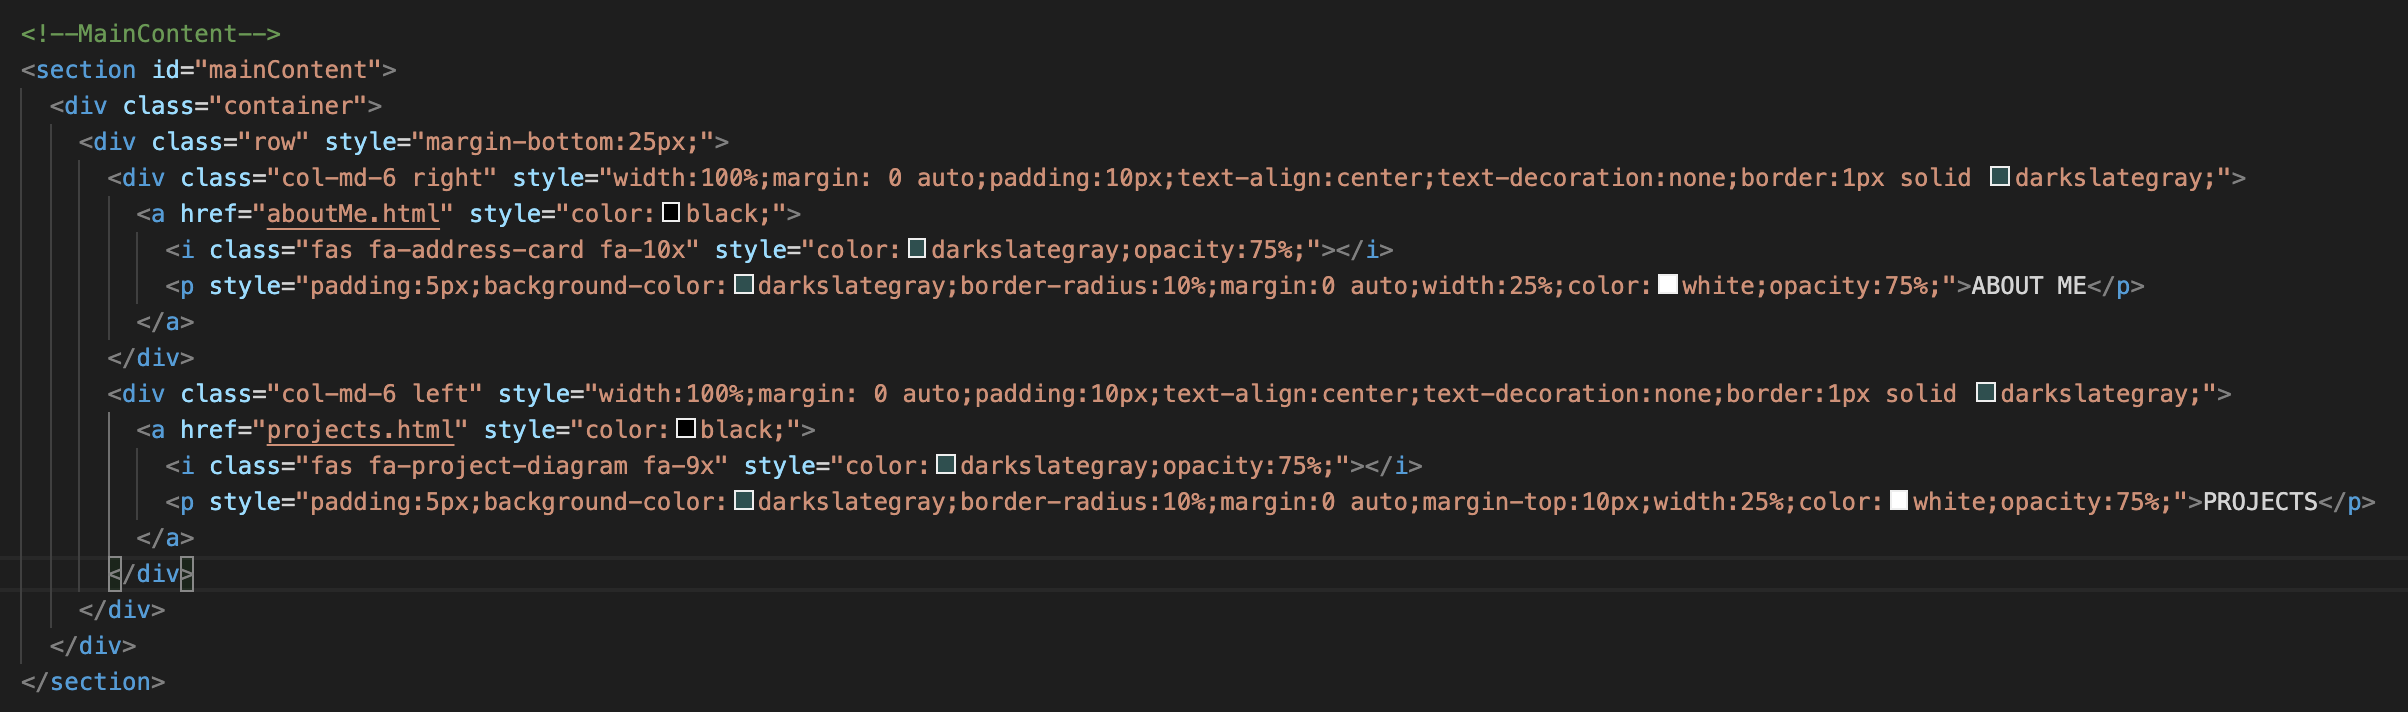 <!--MainContent-->
<section id="mainContent">
<div class="container">
<div class="row" style="margin-bottom:25px;">
<div class="col-md-6 right" style="width:100%;margin: 0 auto;padding:10px;text-align:center;text-decoration:none;border:1px solid darkslategray;">
<a href="aboutMe.html" style="color:black;">
<i class="fas fa-address-card fa-10x" style="color:darkslategray;opacity:75%;"></i>
<p style="padding:5px;background-color:darkslategray;border-radius:10%;margin:0 auto;width:25%;color:white;opacity:75%;">ABOUT ME</p>
</a>
</div>
<div class="col-md-6 left" style="width:100%;margin: 0 auto;padding:10px;text-align:center;text-decoration:none;border:1px solid darkslategray;">
<a href="projects.html" style="color:black;">
<i class="fas fa-project-diagram fa-9x" style="color:darkslategray;opacity:75%;"></i>
<p style="padding:5px;background-color:darkslategray;border-radius:10%;margin:0 auto;margin-top:10px;width:25%;color:white;opacity:75%;">PROJECTS</p>
</a>
</div>
</div>
</div>
</section>